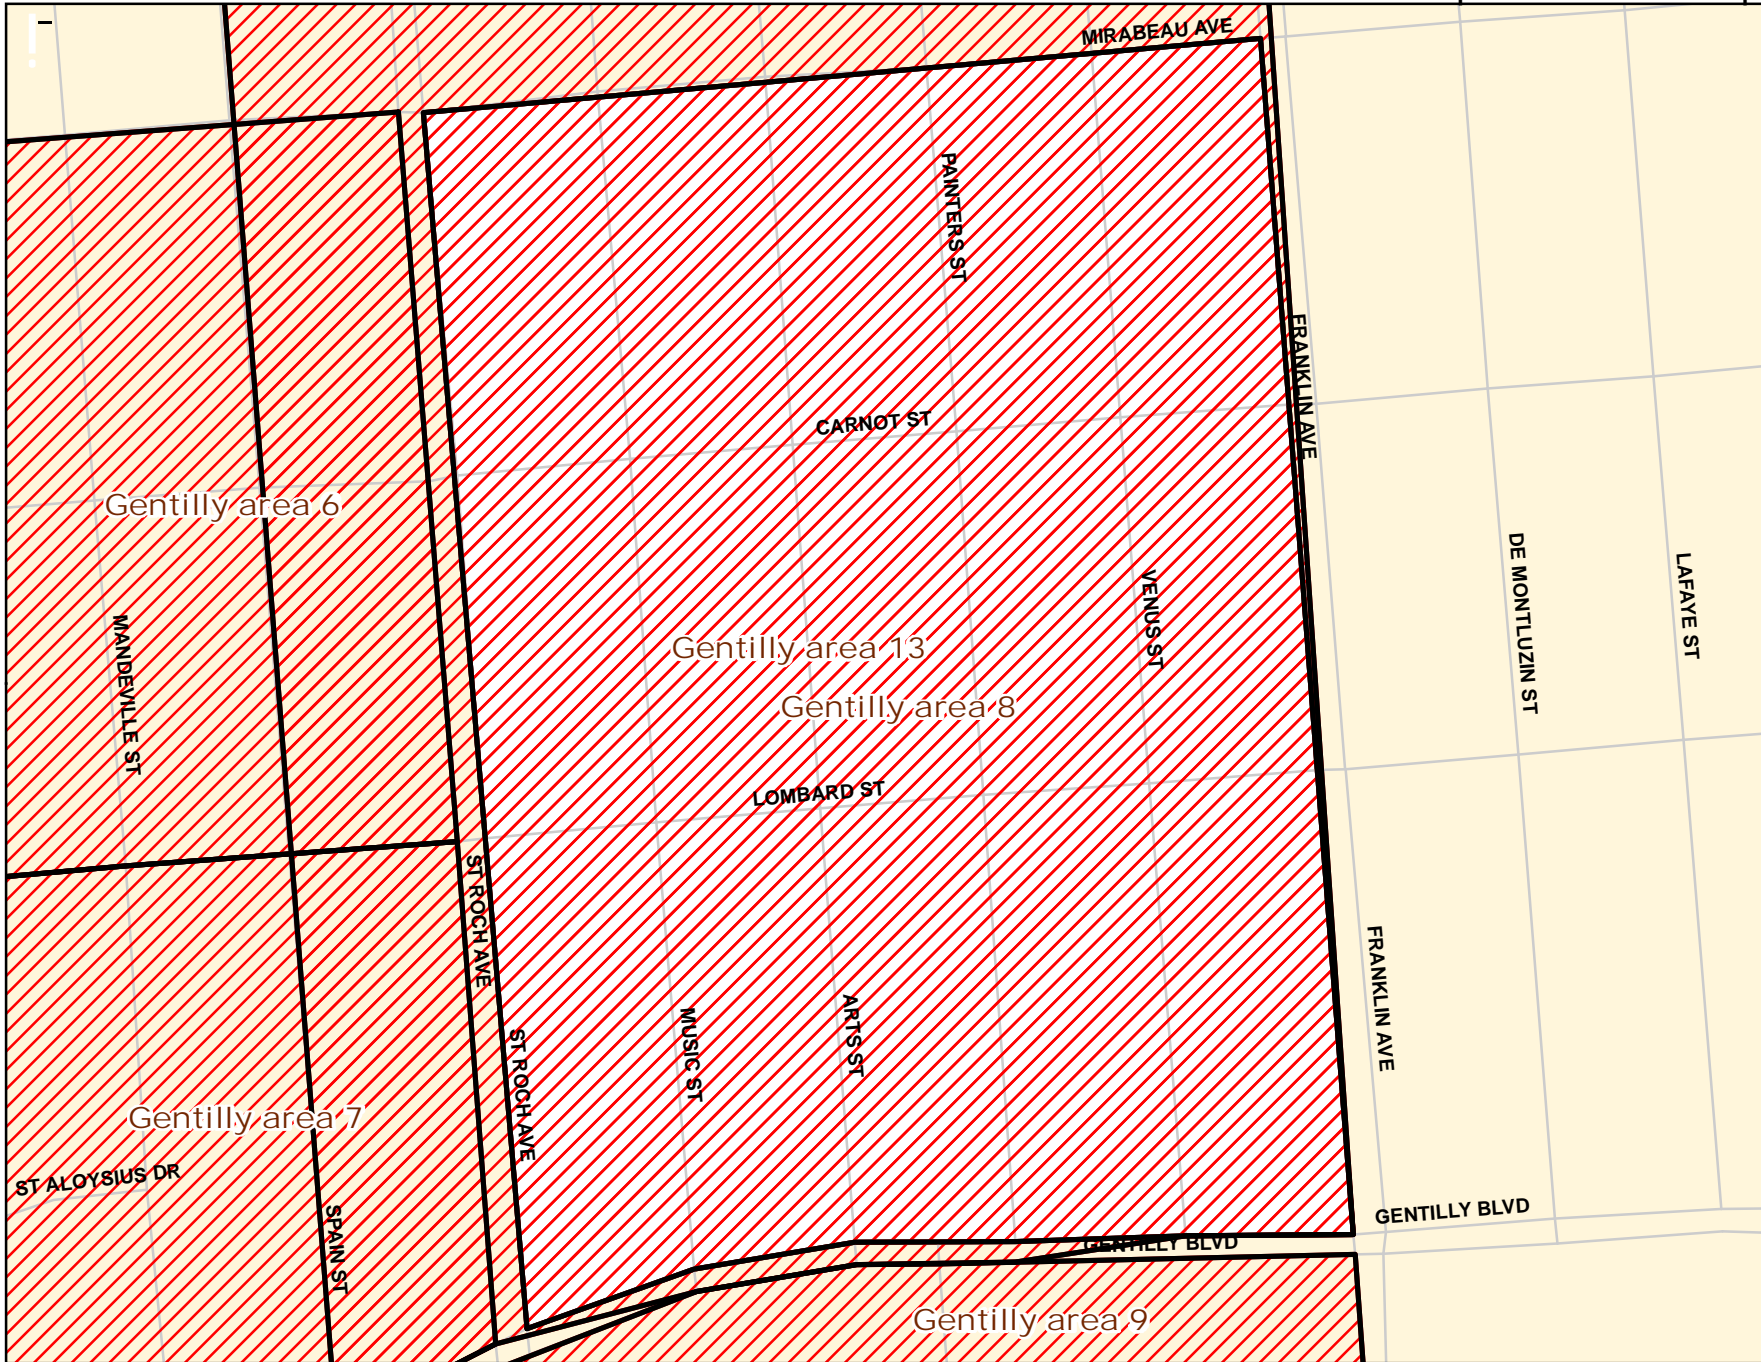 MIRABEAU AVE
PAINTERS ST
FRANKLIN AVE
CARNOT ST
Gentilly area 6
DE MONTLUZIN ST
LAFAYE ST
VENUS ST
MANDEVILLE ST
Gentilly area 13
Gentilly area 8
LOMBARD ST
ST ROCH AVE
FRANKLIN AVE
ARTS ST
MUSIC ST
ST ROCH AVE
Gentilly area 7
ST ALOYSIUS DR
SPAIN ST
GENTILLY BLVD
GENTILLY BLVD
Gentilly area 9